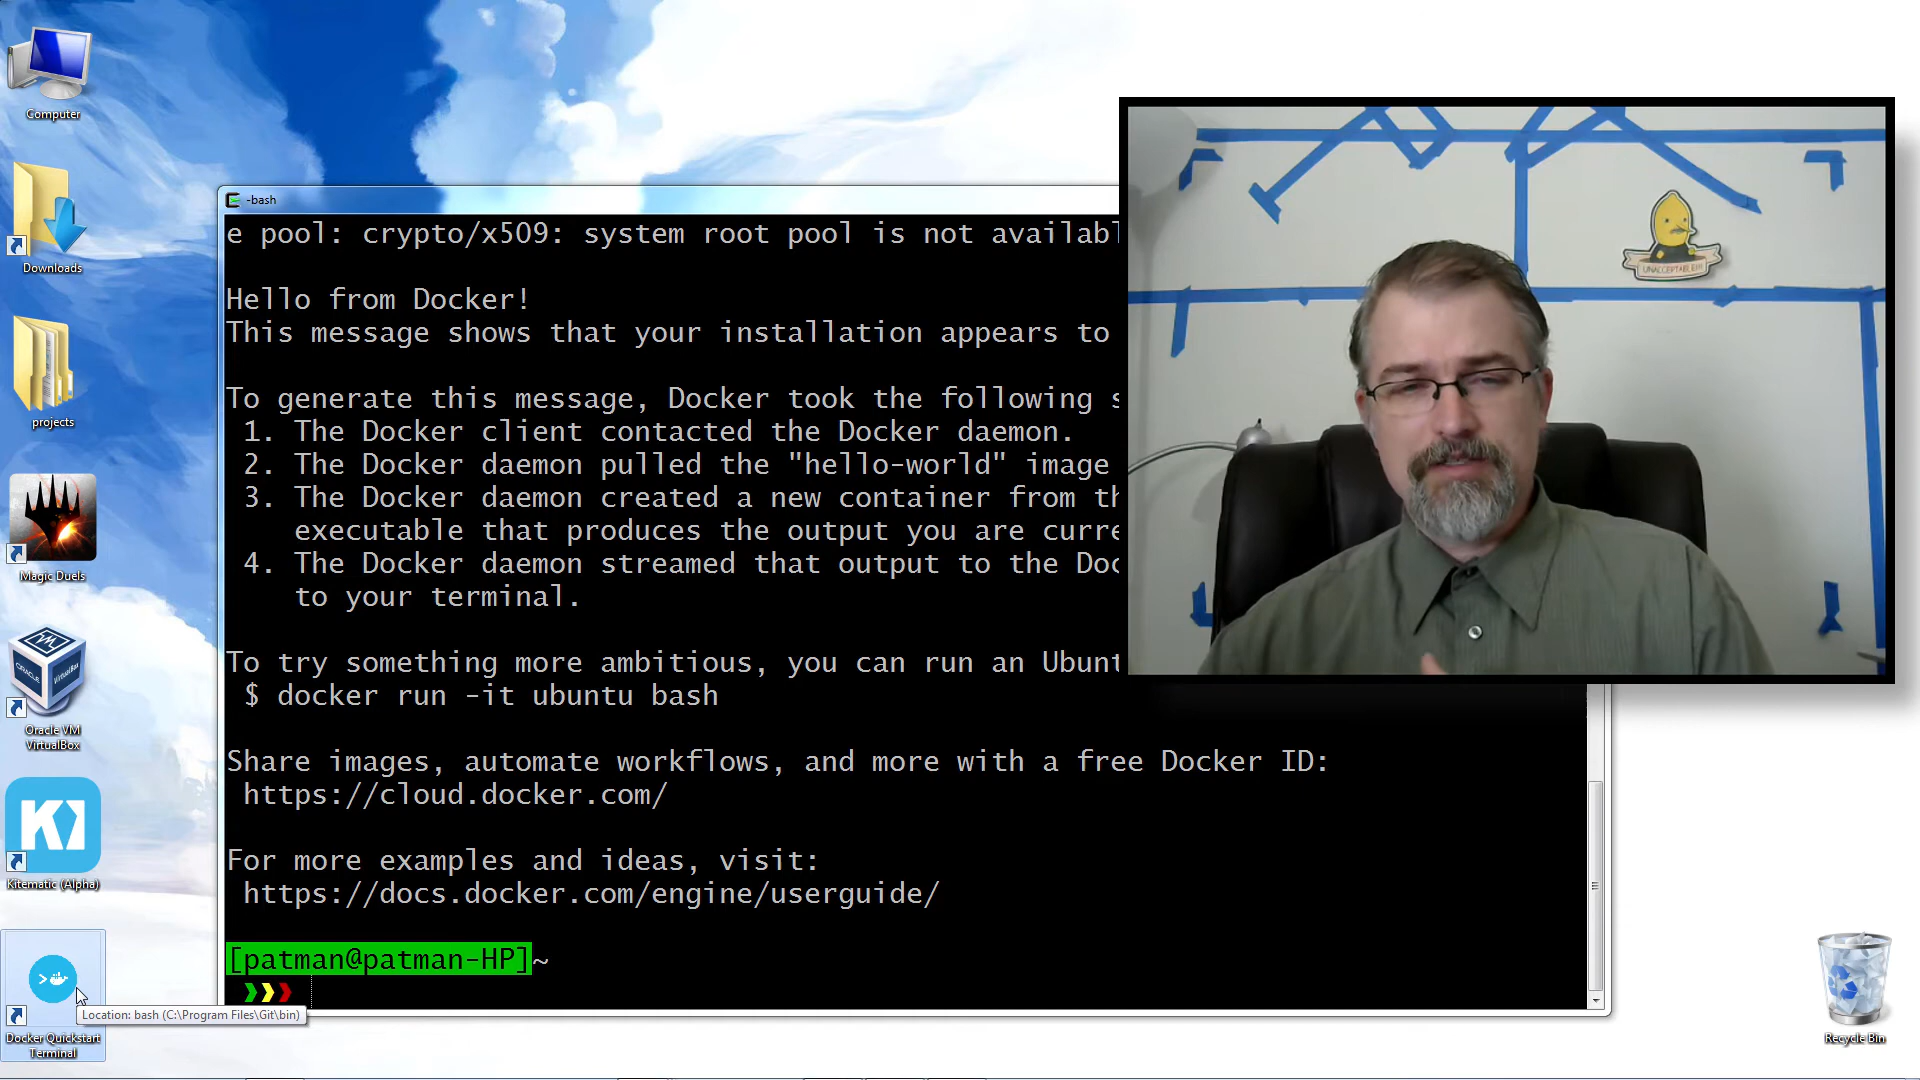 Computer
Downloads
projects
Magic Duels
Oracle VM
VirtualBox
Kitematic (Alpha)
Docker Quickstart
Terminal
Location: bash (C:\Program Files\Git\bin)
-bash
e pool: crypto/x509: system root pool is not availabl
Hello from Docker!
This message shows that your installation appears to
To generate this message, Docker took the following s
1. The Docker client contacted the Docker daemon.
2. The Docker daemon pulled the "hello-world" image
3. The Docker daemon created a new container from th
executable that produces the output you are curre
4. The Docker daemon streamed that output to the Doc
to your terminal.
To try something more ambitious, you can run an Ubunt
$ docker run -it ubuntu bash
Share images, automate workflows, and more with a free Docker ID:
https://cloud.docker.com/
For more examples and ideas, visit:
https://docs.docker.com/engine/userguide/
[patman@patman-HP]~
❯❯❯
UNACCEPTABLE!!!
Recycle Bin